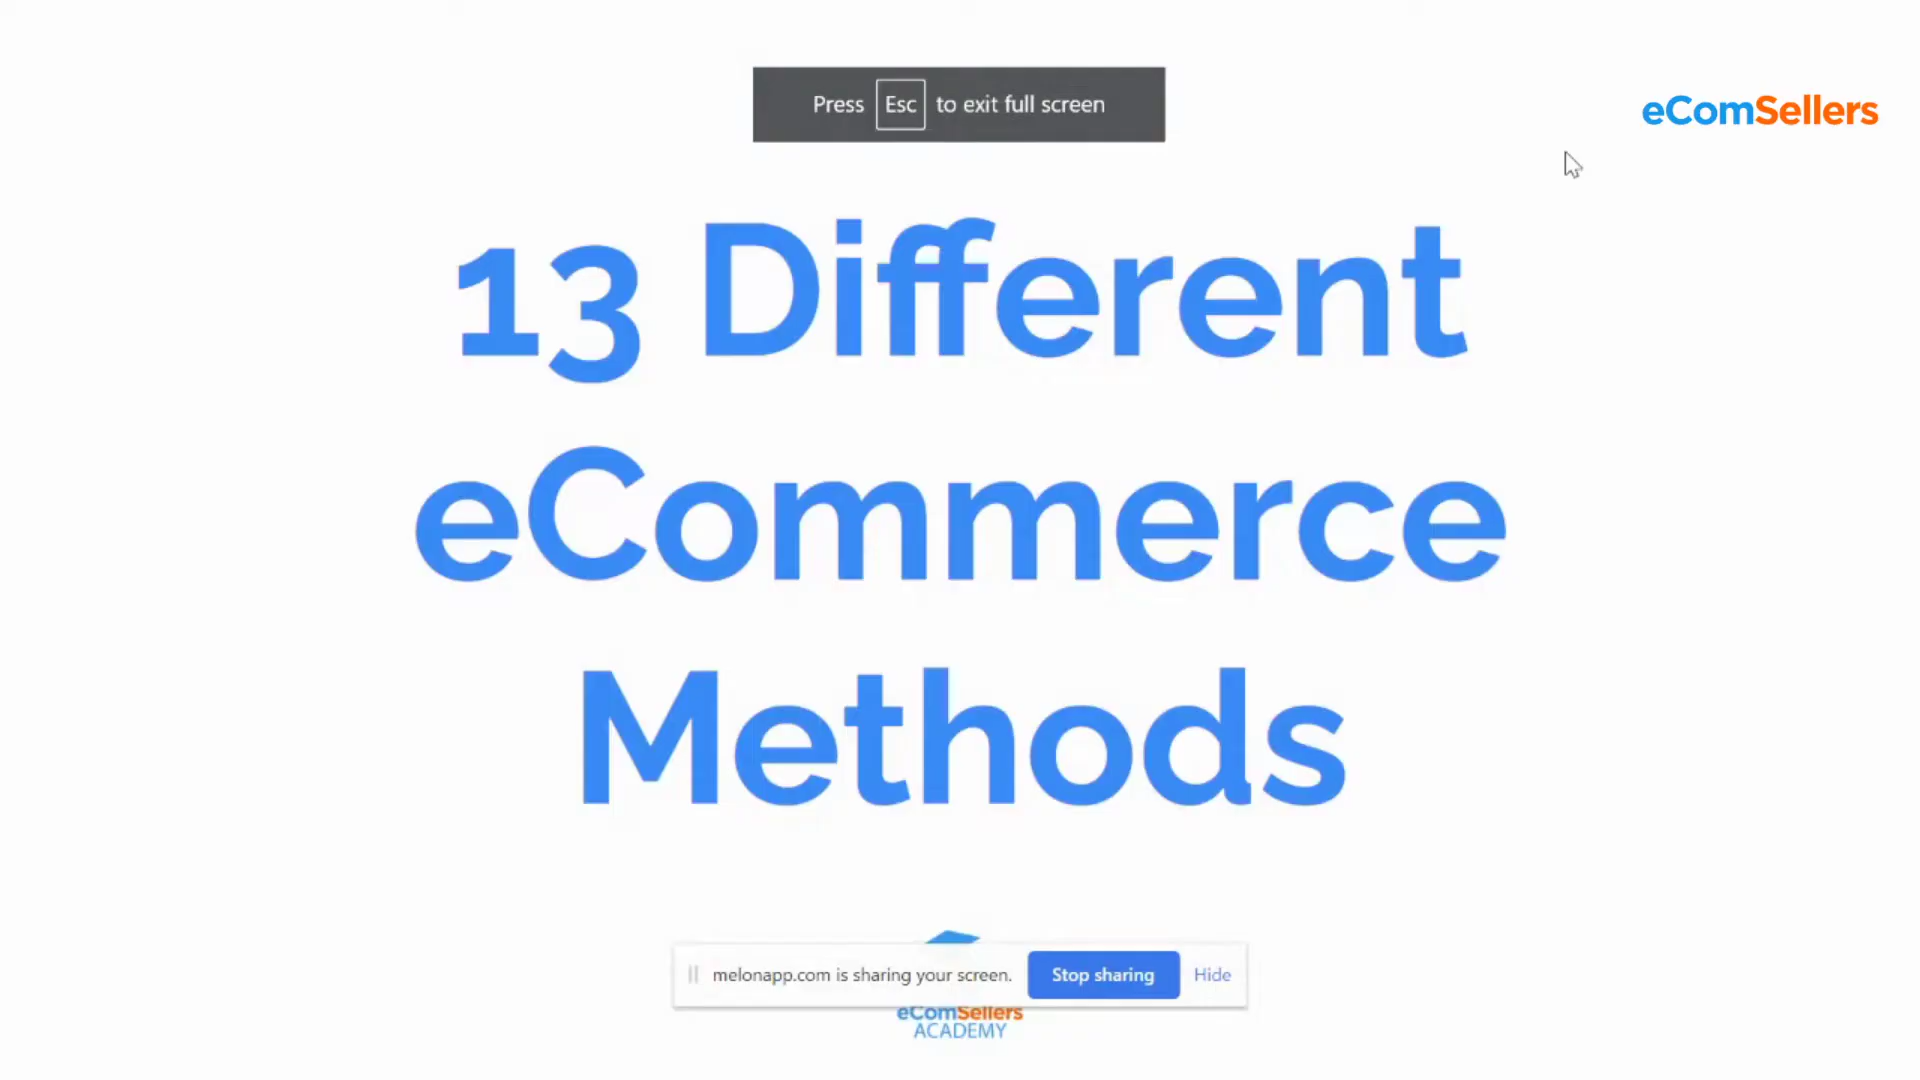 Press Esc to exit full screen
eComSellers
13 Different
eCommerce
Methods
melonapp.com is sharing your screen. Stop sharing Hide
eComSellers
ACADEMY